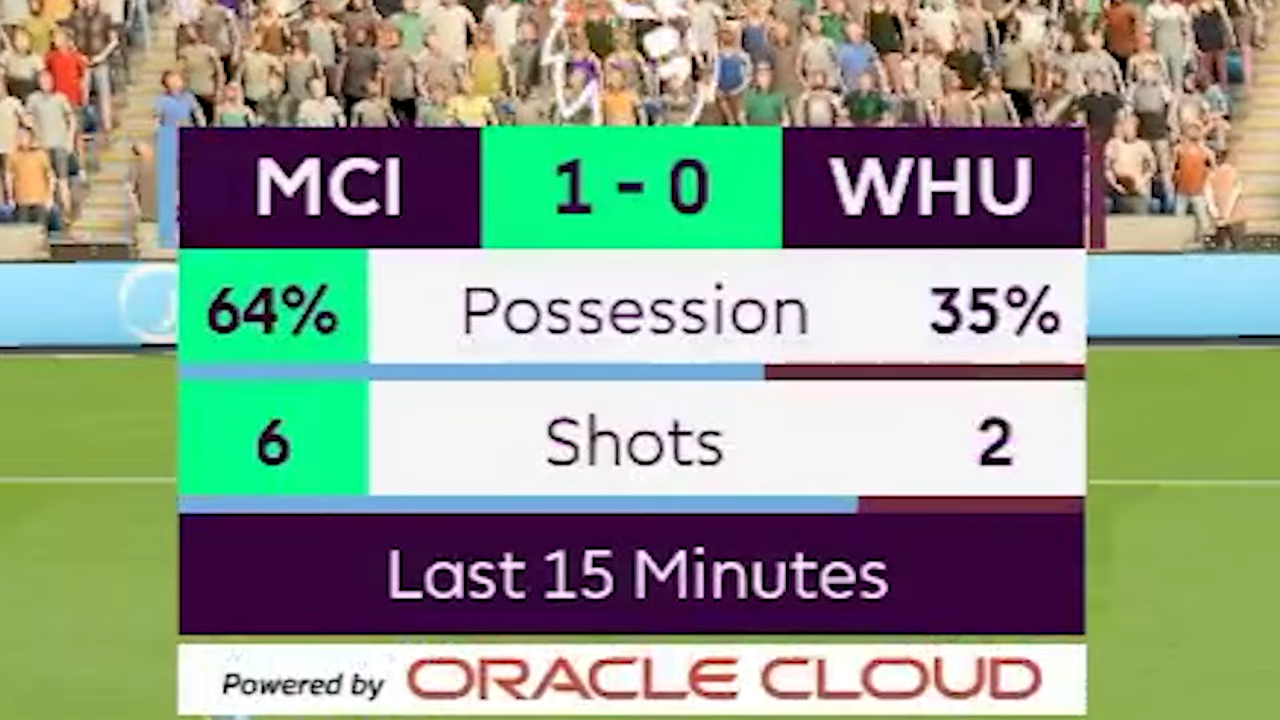 MCI 1 - 0 WHU
64% Possession 35%
6 Shots 2
Last 15 Minutes
Powered by ORACLE CLOUD